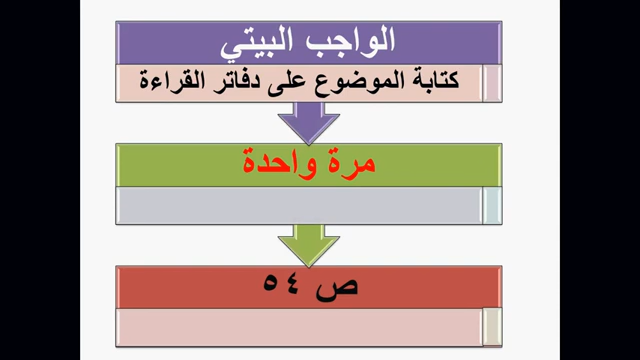 الواجب البيتي
كتابة الموضوع على دفاتر القراءة
مرة واحدة
ص ٥٤